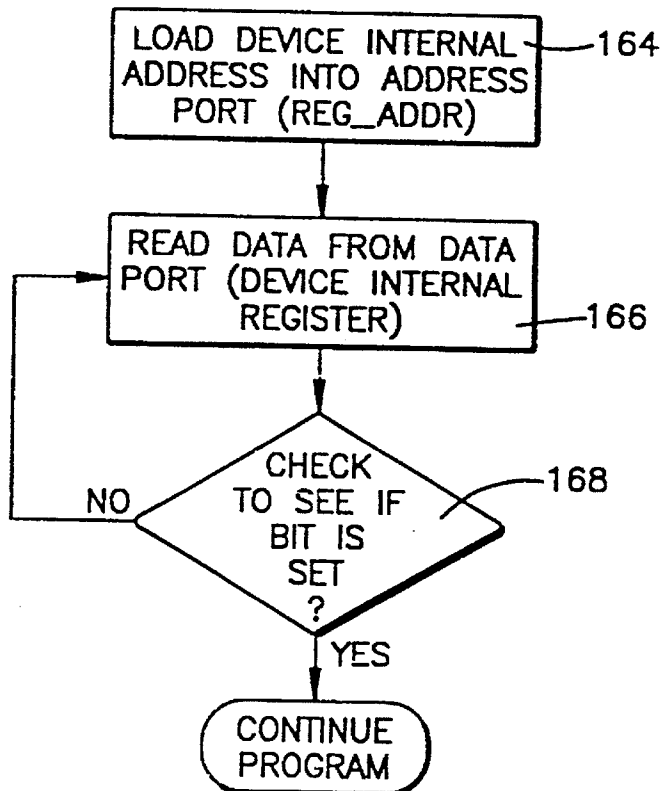 LOAD DEVICE INTERNAL
ADDRESS INTO ADDRESS
PORT (REG_ADDR)
164
READ DATA FROM DATA
PORT (DEVICE INTERNAL
REGISTER)
166
CHECK
TO SEE IF
BIT IS
SET
?
168
NO
YES
CONTINUE
PROGRAM